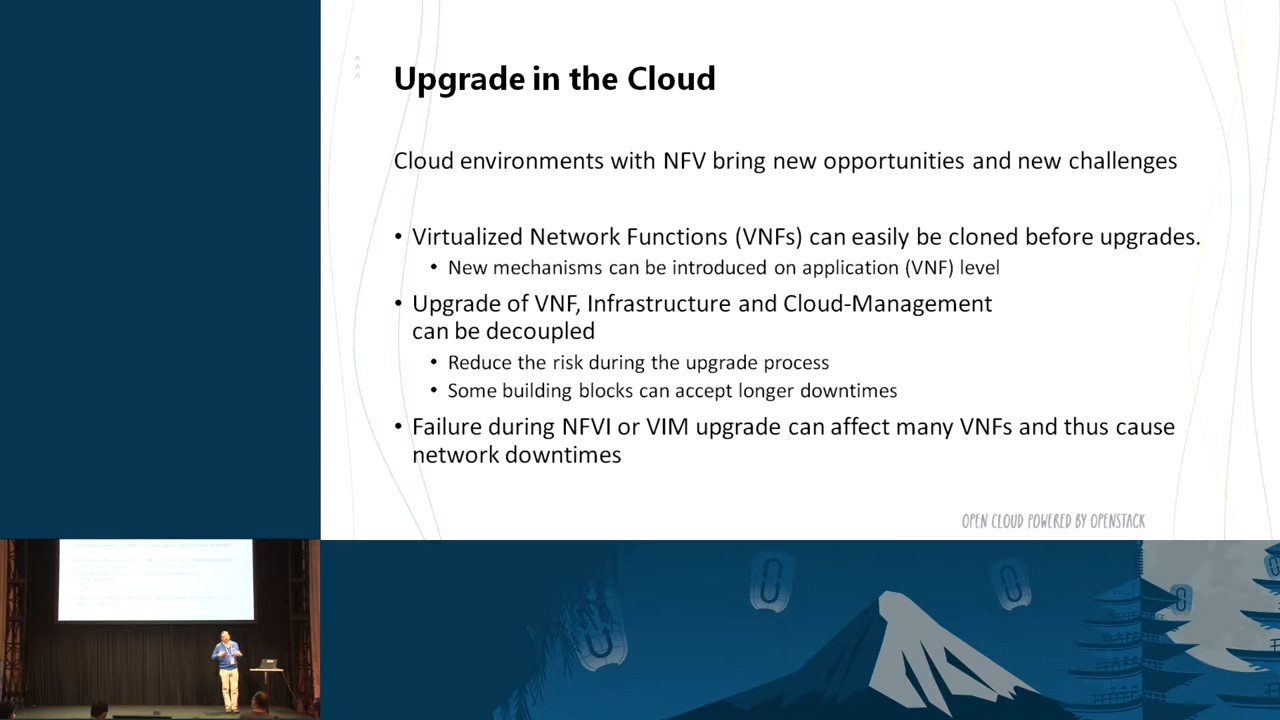 Upgrade in the Cloud
Cloud environments with NFV bring new opportunities and new challenges
• Virtualized Network Functions (VNFs) can easily be cloned before upgrades.
• New mechanisms can be introduced on application (VNF) level
• Upgrade of VNF, Infrastructure and Cloud-Management
can be decoupled
• Reduce the risk during the upgrade process
• Some building blocks can accept longer downtimes
• Failure during NFVI or VIM upgrade can affect many VNFs and thus cause
network downtimes
OPEN CLOUD POWERED BY OPENSTACK